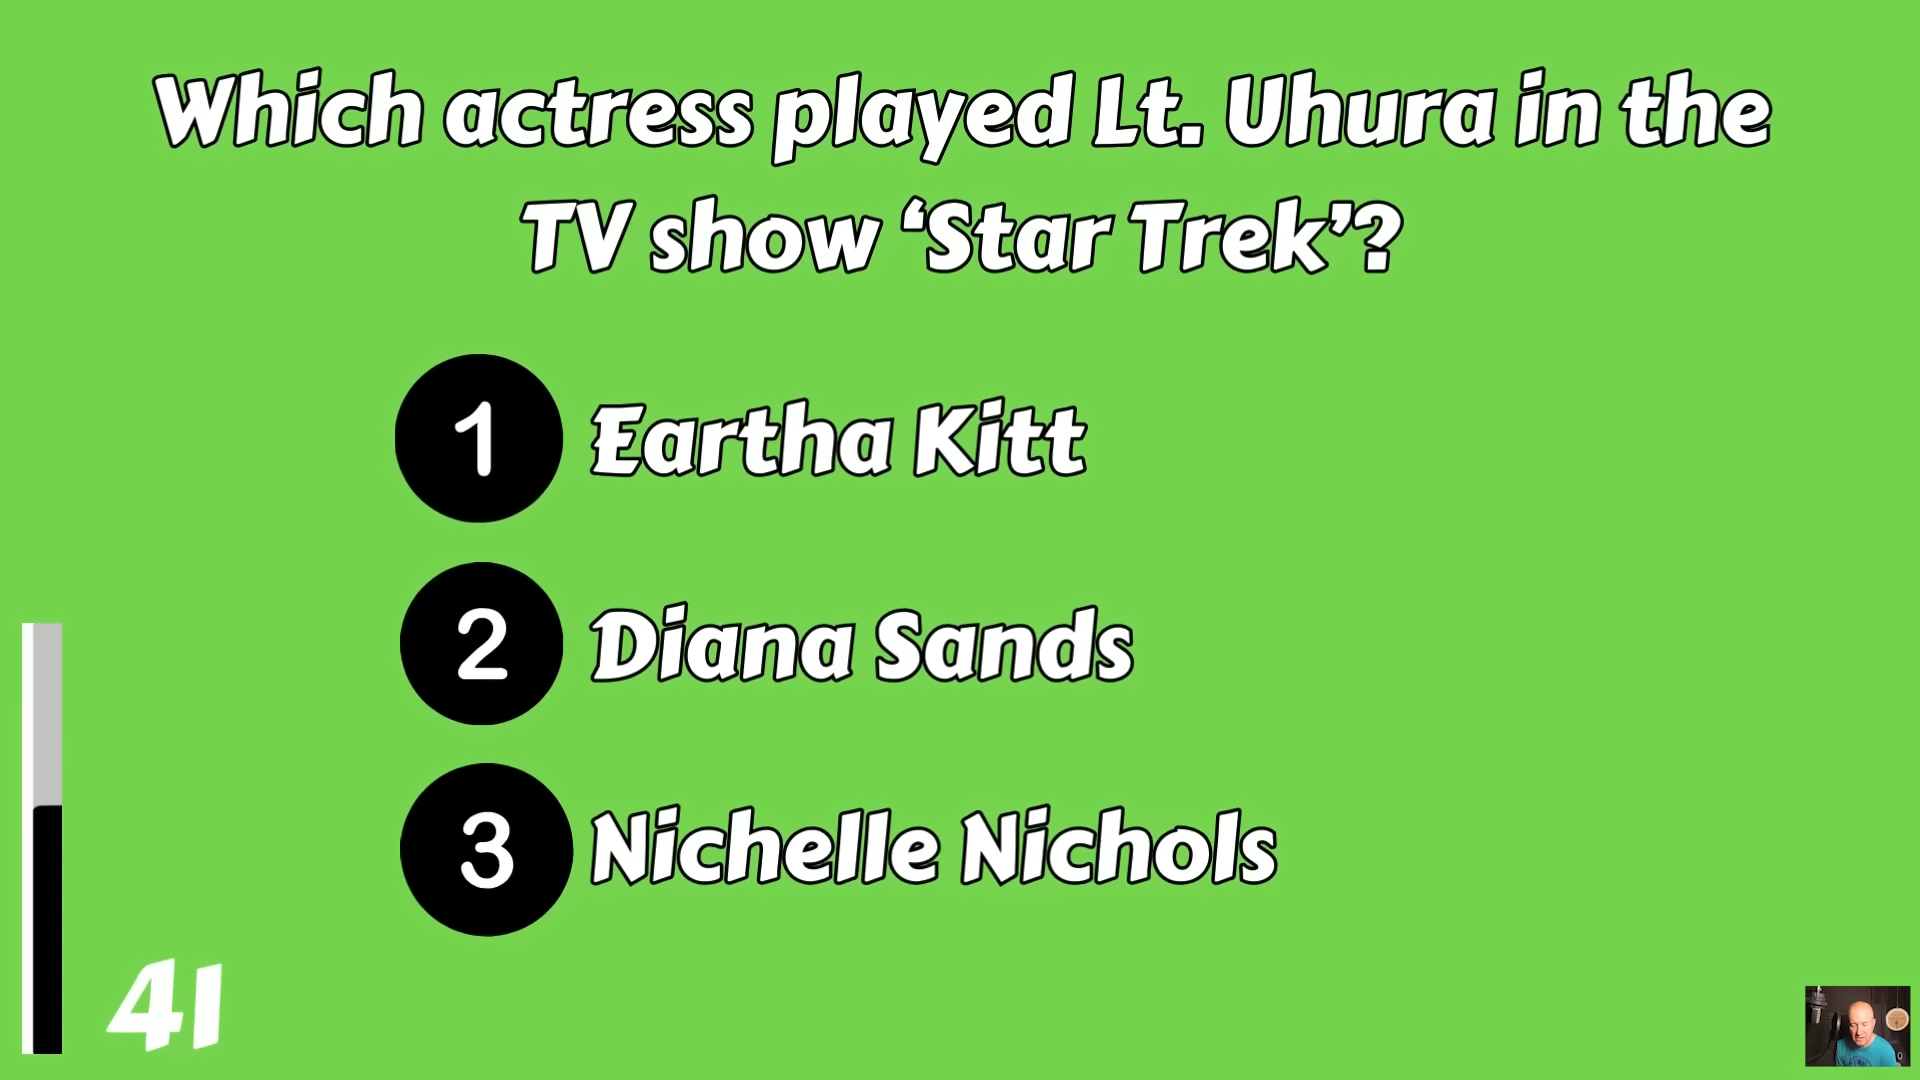 Which actress played Lt. Uhura in the
TV show ‘Star Trek’?
1 Eartha Kitt
2 Diana Sands
3 Nichelle Nichols
41